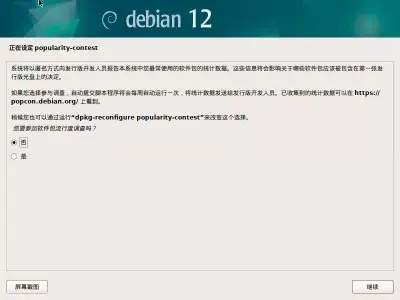 debian 12
正在设定 popularity-contest
系统将以匿名方式向发行版开发人员报告本系统中您最常使用的软件包的统计数据。这些信息将会影响关于哪些软件包应该被包含在第一张发
行版光盘上的决定。
如果您选择参与调查，自动提交脚本程序将会每周自动运行一次，将统计数据发送给发行版开发人员。已收集到的统计数据可以在 https://
popcon.debian.org/ 上看到。
稍候您也可以通过运行“dpkg-reconfigure popularity-contest”来改变这个选择。
您要参加软件包流行度调查吗？
否
是
屏幕截图
继续